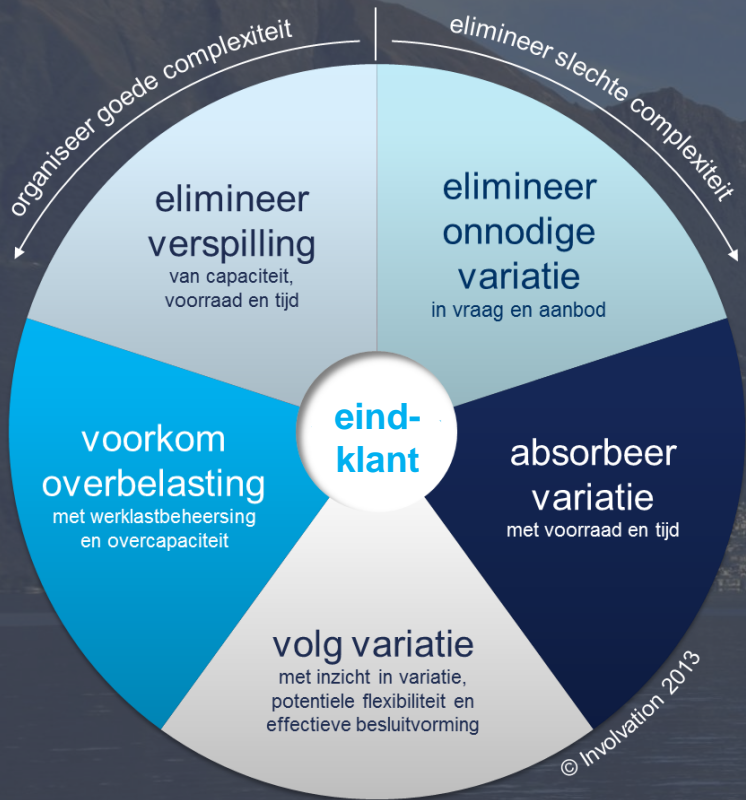 organiseer goede complexiteit
elimineer slechte complexiteit
elimineer
verspilling
van capaciteit,
voorraad en tijd
elimineer
onnodige
variatie
in vraag en aanbod
eind-
klant
voorkom
overbelasting
met werklastbeheersing
en overcapaciteit
absorbeer
variatie
met voorraad en tijd
volg variatie
met inzicht in variatie,
potentiele flexibiliteit en
effectieve besluitvorming
© Involvation 2013